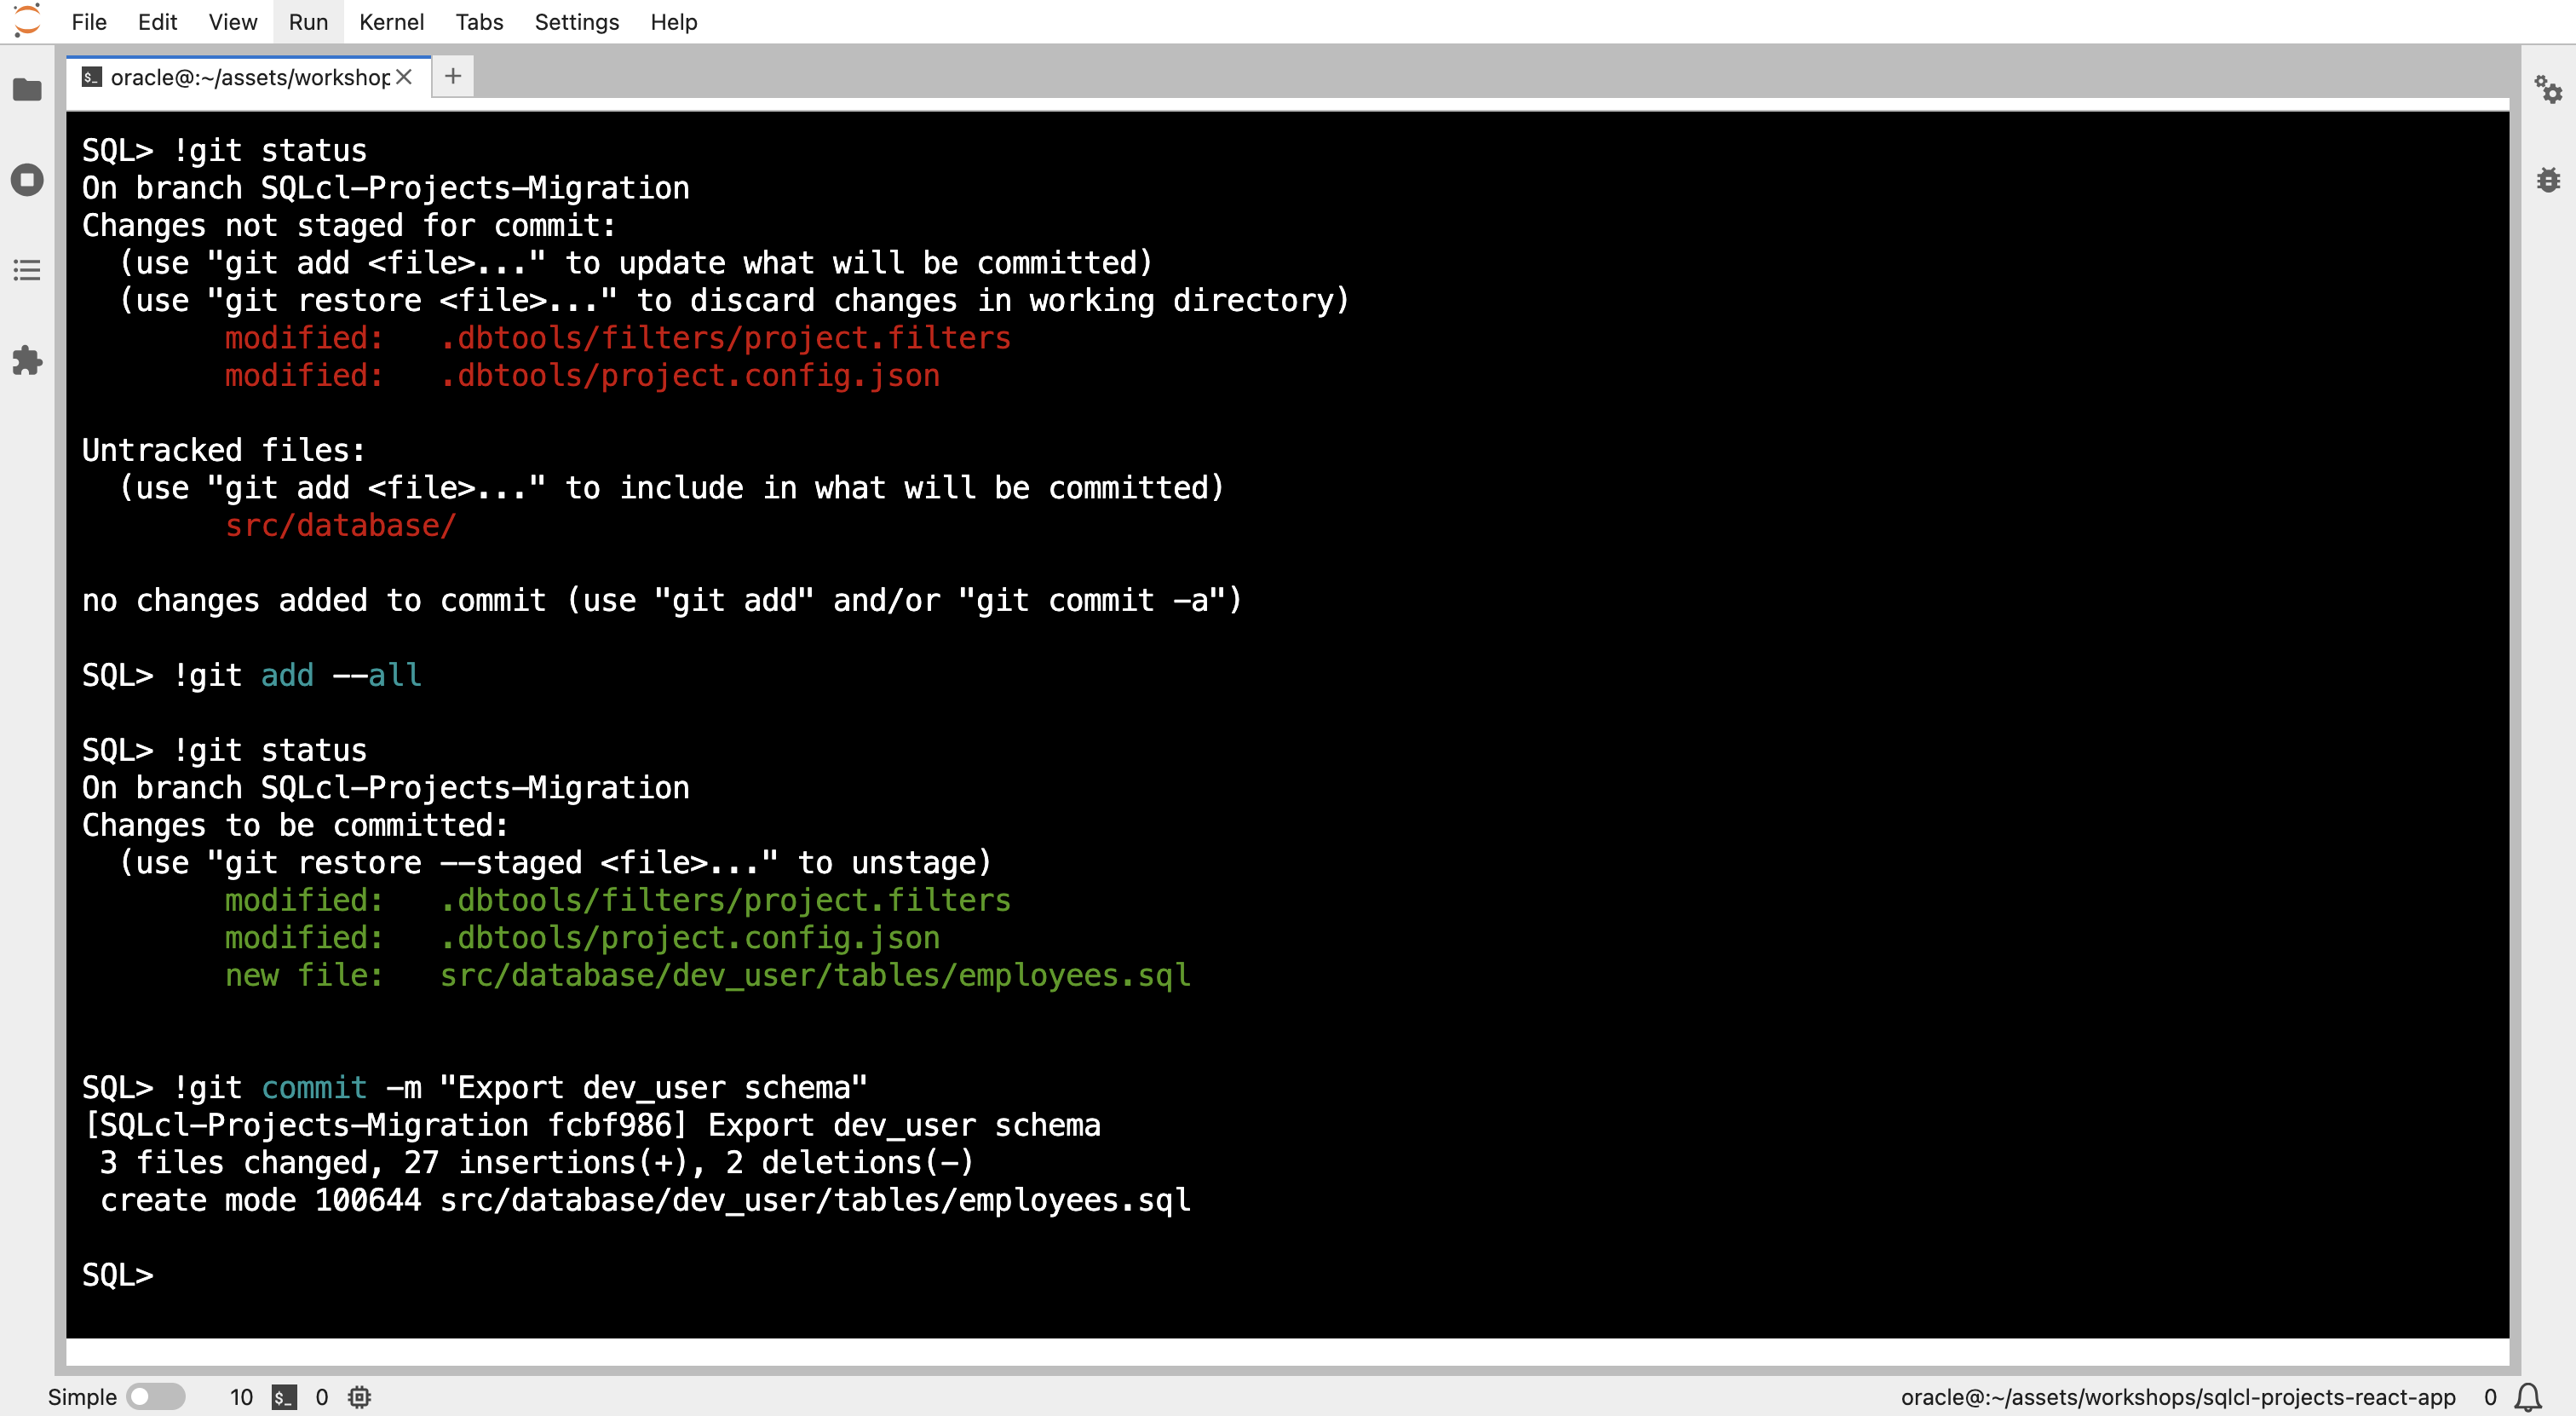 File Edit View Run Kernel Tabs Settings Help
oracle@:~/assets/workshop
SQL> !git status
On branch SQLcl-Projects-Migration
Changes not staged for commit:
  (use "git add <file>..." to update what will be committed)
  (use "git restore <file>..." to discard changes in working directory)
        modified:   .dbtools/filters/project.filters
        modified:   .dbtools/project.config.json
Untracked files:
  (use "git add <file>..." to include in what will be committed)
        src/database/
no changes added to commit (use "git add" and/or "git commit -a")
SQL> !git add --all
SQL> !git status
On branch SQLcl-Projects-Migration
Changes to be committed:
  (use "git restore --staged <file>..." to unstage)
        modified:   .dbtools/filters/project.filters
        modified:   .dbtools/project.config.json
        new file:   src/database/dev_user/tables/employees.sql
SQL> !git commit -m "Export dev_user schema"
[SQLcl-Projects-Migration fcbf986] Export dev_user schema
 3 files changed, 27 insertions(+), 2 deletions(-)
 create mode 100644 src/database/dev_user/tables/employees.sql
SQL>
Simple 10 $_ 0 oracle@:~/assets/workshops/sqlcl-projects-react-app 0